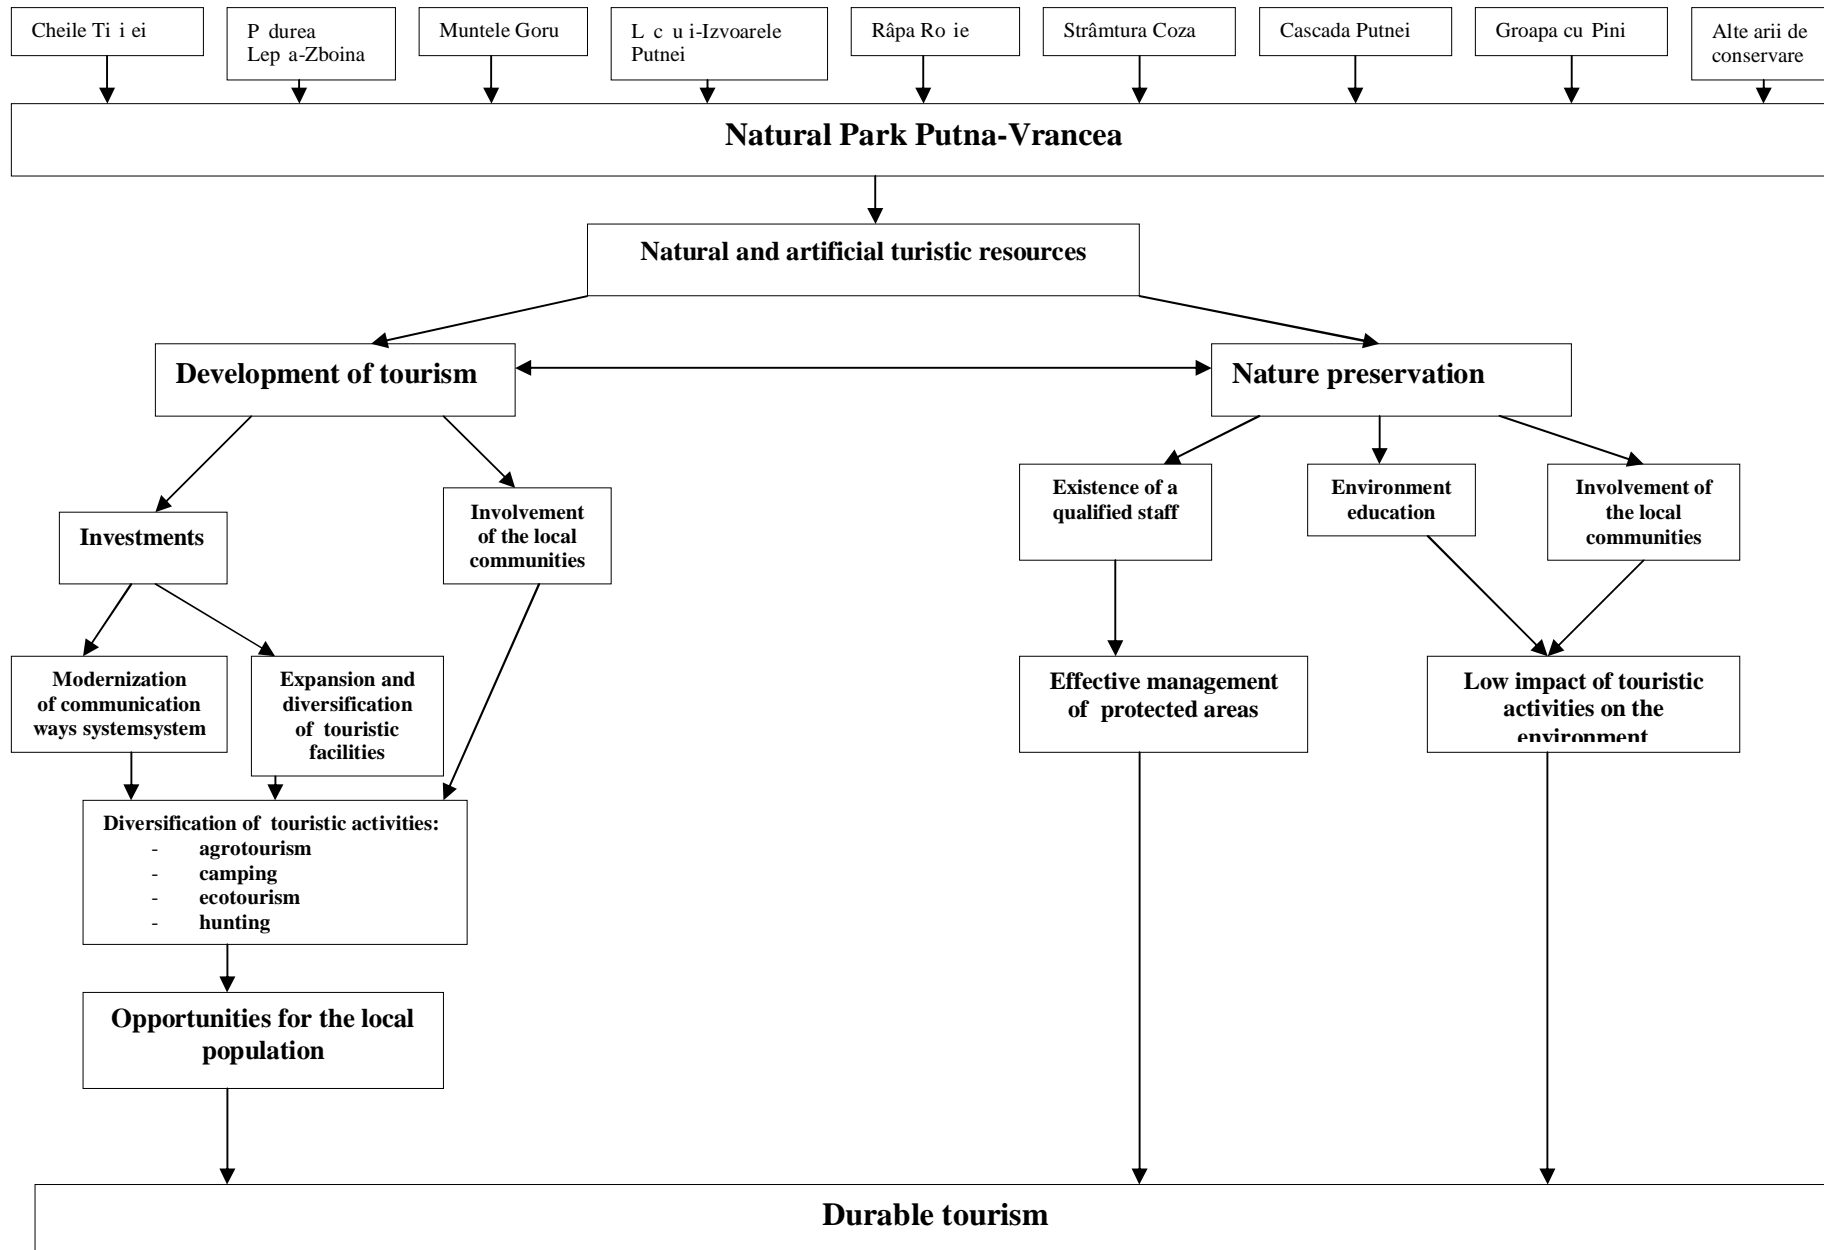 Cheile Ti i ei
P durea
Lep a-Zboina
Muntele Goru
L c u i-Izvoarele
Putnei
Râpa Ro ie
Strâmtura Coza
Cascada Putnei
Groapa cu Pini
Alte arii de
conservare
Natural Park Putna-Vrancea
Natural and artificial turistic resources
Development of tourism
Nature preservation
Investments
Involvement
of the local
communities
Existence of a
qualified staff
Environment
education
Involvement of
the local
communities
Modernization
of communication
ways systemsystem
Expansion and
diversification
of touristic
facilities
Effective management
of protected areas
Low impact of touristic
activities on the
environment
Diversification of touristic activities:
- agrotourism
- camping
- ecotourism
- hunting
Opportunities for the local
population
Durable tourism